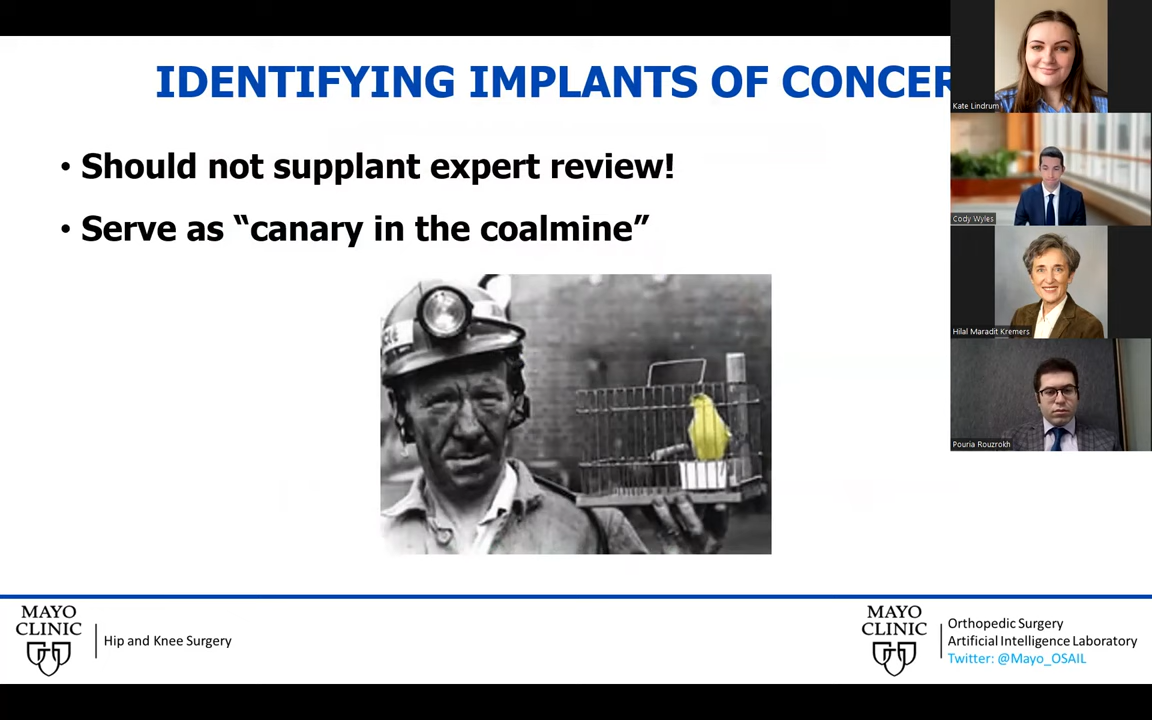 IDENTIFYING IMPLANTS OF CONCER
• Should not supplant expert review!
• Serve as “canary in the coalmine”
Kate Lindrum
Cody Wyles
Hilal Maradit Kremers
Pouria Rouzrokh
MAYO
CLINIC
Hip and Knee Surgery
MAYO
CLINIC
Orthopedic Surgery
Artificial Intelligence Laboratory
Twitter: @Mayo_OSAIL